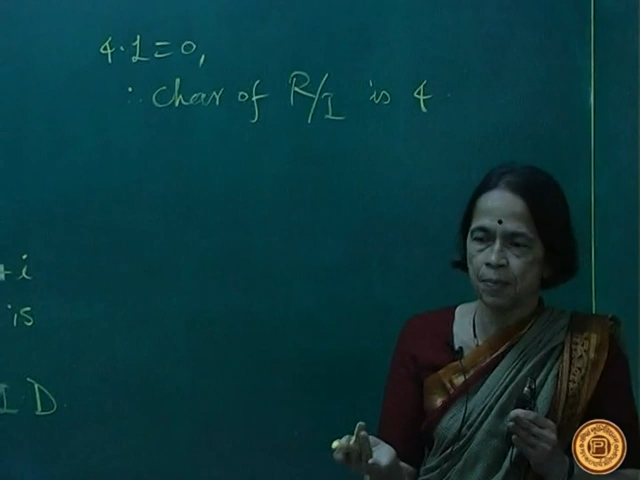 4·1=0,
∴ Char of R/I is 4.
+i
is
I D.